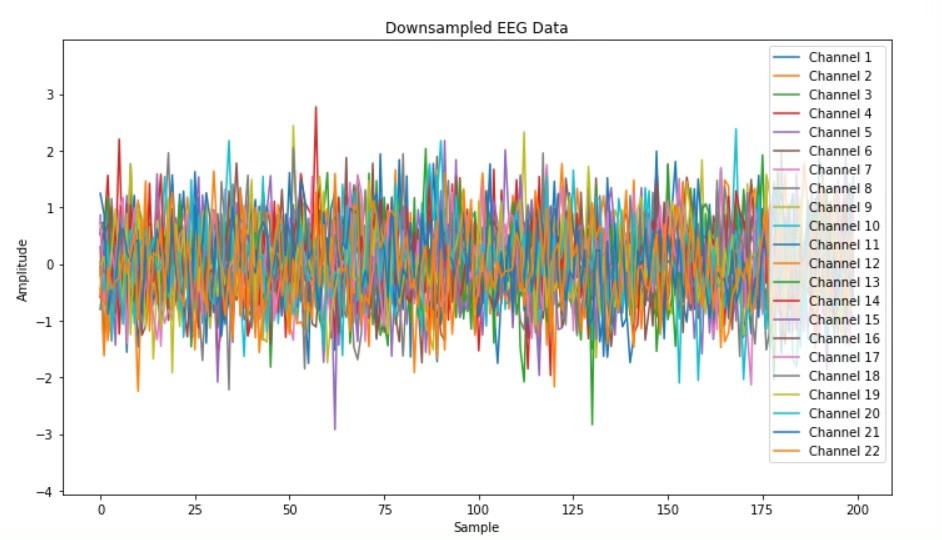 Downsampled EEG Data
Channel 1
Channel 2
Channel 3
Channel 4
Channel 5
Channel 6
Channel 7
Channel 8
Channel 9
Channel 10
Channel 11
Channel 12
Channel 13
Channel 14
Channel 15
Channel 16
Channel 17
Channel 18
Channel 19
Channel 20
Channel 21
Channel 22
Amplitude
3
2
1
0
−1
−2
−3
−4
0 25 50 75 100 125 150 175 200
Sample